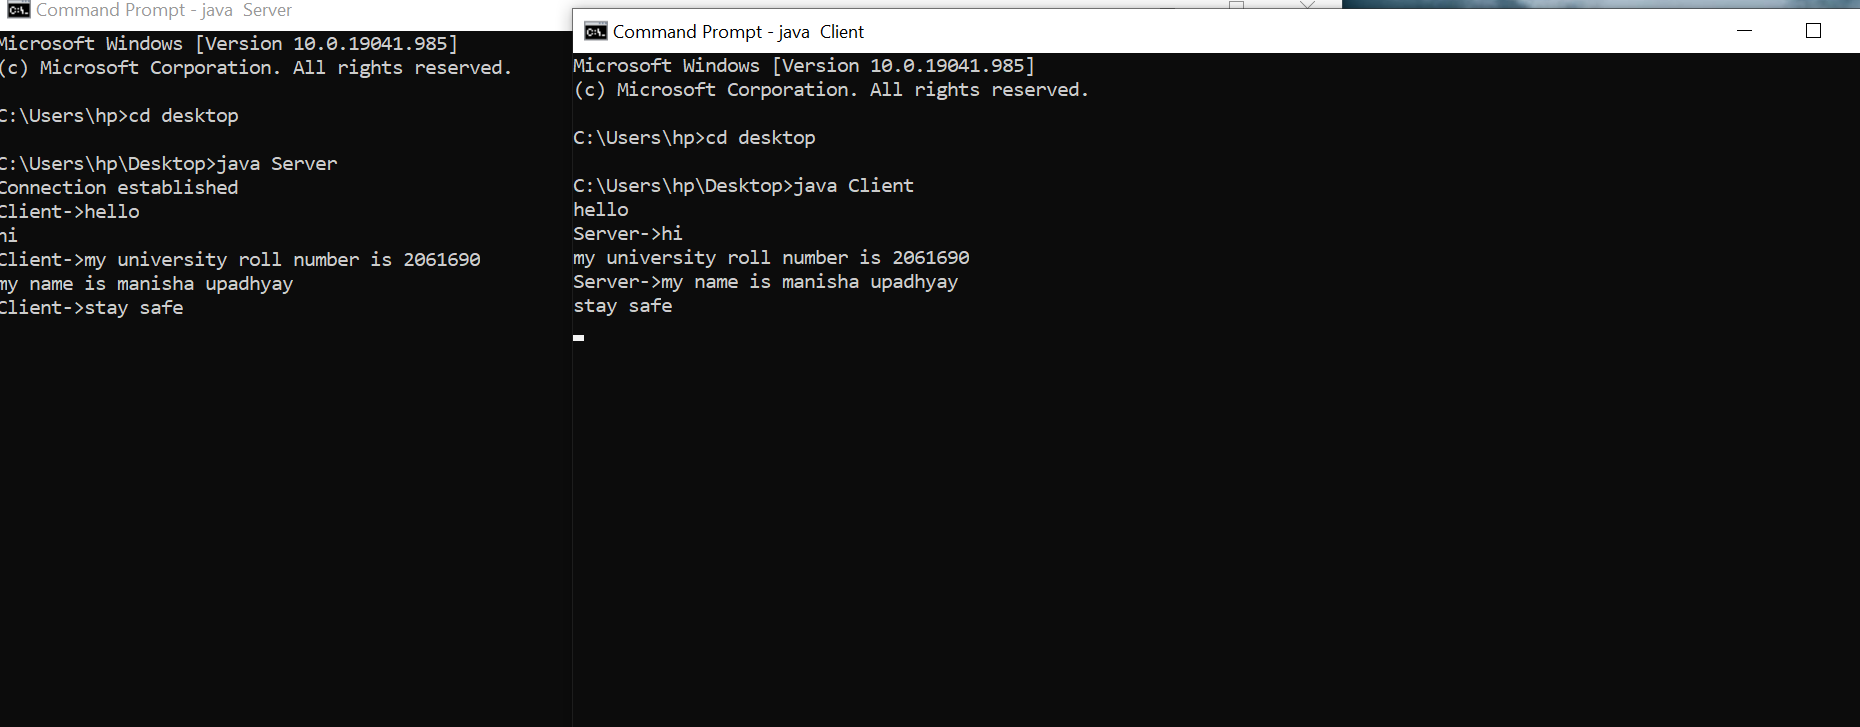 Command Prompt - java  Server
Microsoft Windows [Version 10.0.19041.985]
(c) Microsoft Corporation. All rights reserved.
C:\Users\hp>cd desktop
C:\Users\hp\Desktop>java Server
Connection established
Client->hello
hi
Client->my university roll number is 2061690
my name is manisha upadhyay
Client->stay safe
Command Prompt - java  Client
Microsoft Windows [Version 10.0.19041.985]
(c) Microsoft Corporation. All rights reserved.
C:\Users\hp>cd desktop
C:\Users\hp\Desktop>java Client
hello
Server->hi
my university roll number is 2061690
Server->my name is manisha upadhyay
stay safe